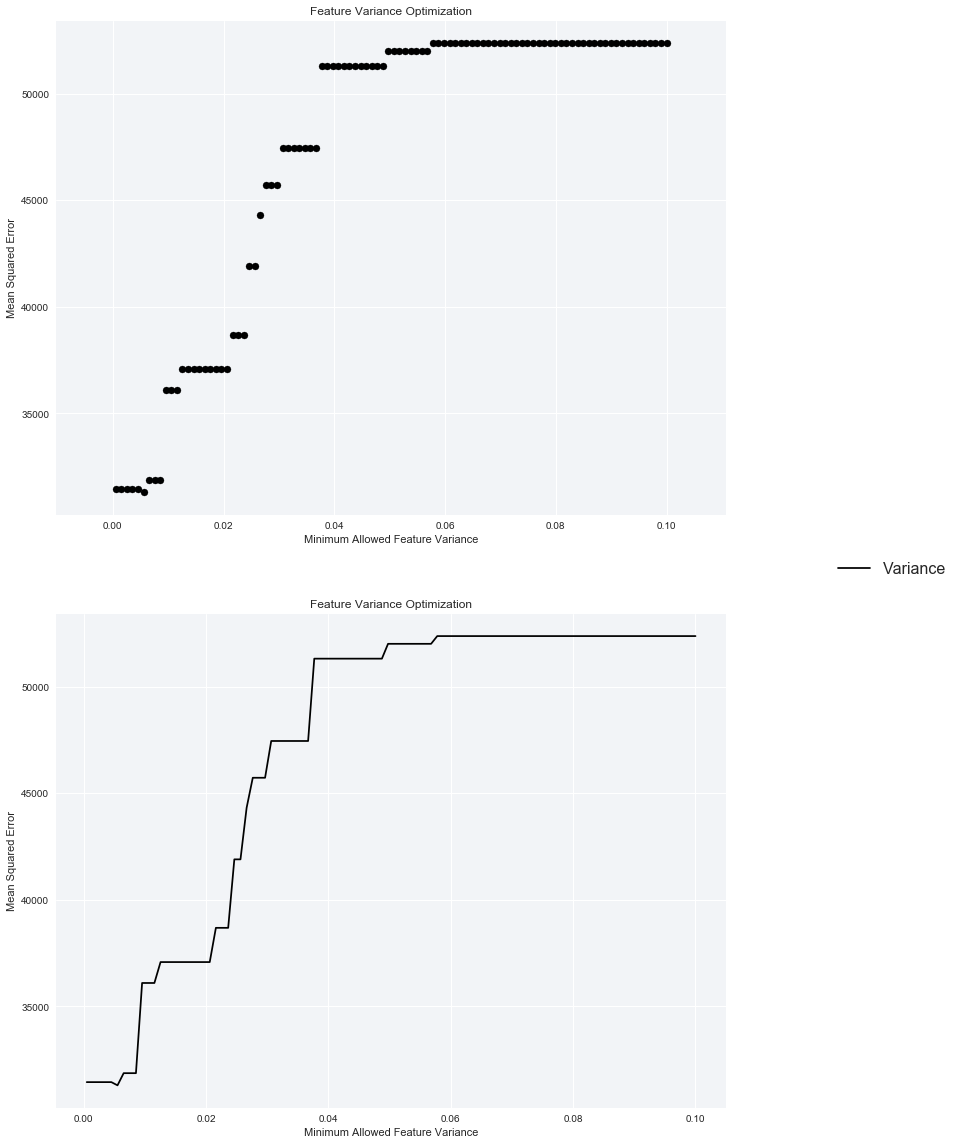 Feature Variance Optimization
50000
45000
40000
35000
Mean Squared Error
0.00 0.02 0.04 0.06 0.08 0.10
Minimum Allowed Feature Variance
Variance
Feature Variance Optimization
50000
45000
40000
35000
Mean Squared Error
0.00 0.02 0.04 0.06 0.08 0.10
Minimum Allowed Feature Variance